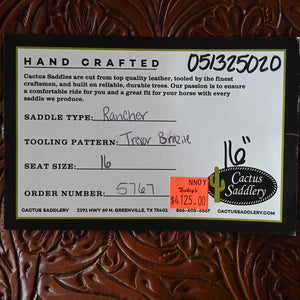 HAND CRAFTED
051325020
Cactus Saddles are cut from top quality leather, tooled by the finest
craftsmen, and built on reliable, durable trees. Our passion is to ensure
a comfortable ride for you and a great fit for your horse with every
saddle we produce.
SADDLE TYPE: Rancher
TOOLING PATTERN: Trevor Brazile
SEAT SIZE: 16
16"
ORDER NUMBER: 5767
NNOY
Today's
$4125.00
Cactus
Saddlery
CACTUS SADDLERY 2391 HWY 69 N. GREENVILLE, TX 75401 866-605-6567 CACTUSSADDLERY.COM